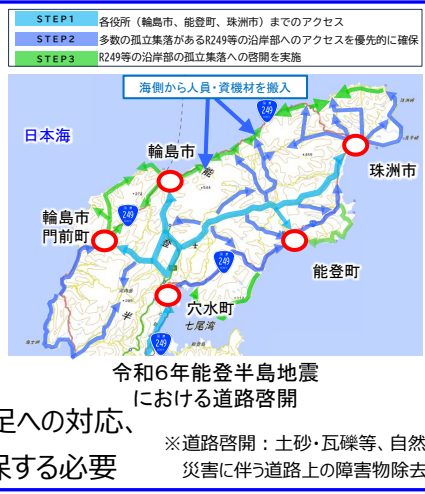 STEP1 各役所（輪島市、能登町、珠洲市）までのアクセス
STEP2 多数の孤立集落があるR249等の沿岸部へのアクセスを優先的に確保
STEP3 R249等の沿岸部の孤立集落への啓開を実施
海側から人員・資機材を搬入
249
日本海
輪島市
珠洲市
能
輪島市
門前町
249
登
249
能登町
穴水町
半
七尾湾
249
令和6年能登半島地震
における道路啓開
足への対応、
保する必要
※道路啓開：土砂・瓦礫等、自然
災害に伴う道路上の障害物除去